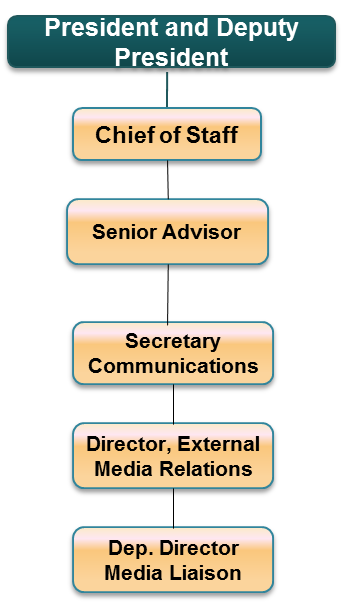 President and Deputy
President
Chief of Staff
Senior Advisor
Secretary
Communications
Director, External
Media Relations
Dep. Director
Media Liaison